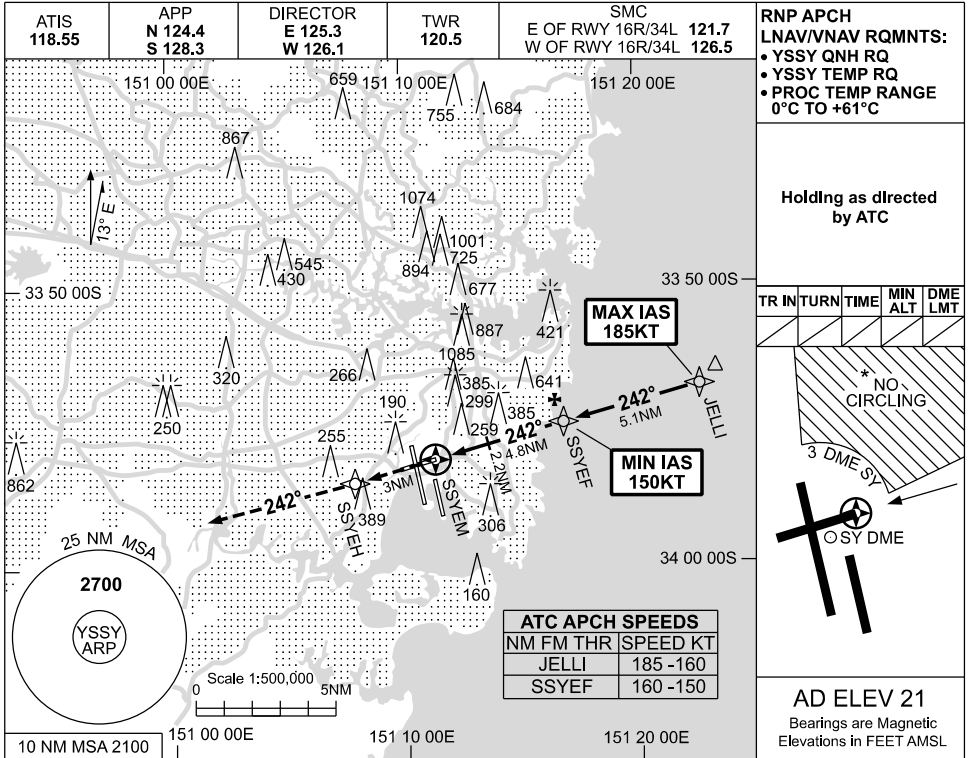 ATIS
118.55
APP
N 124.4
S 128.3
DIRECTOR
E 125.3
W 126.1
TWR
120.5
SMC
E OF RWY 16R/34L 121.7
W OF RWY 16R/34L 126.5
RNP APCH
LNAV/VNAV RQMNTS:
• YSSY QNH RQ
• YSSY TEMP RQ
• PROC TEMP RANGE
0°C TO +61°C
Holding as directed
by ATC
TR IN TURN TIME MIN ALT DME LMT
* NO
CIRCLING
3 DME SY
SY DME
AD ELEV 21
Bearings are Magnetic
Elevations in FEET AMSL
151 00 00E
659
151 10 00E
755
684
151 20 00E
867
13° E
1074
1001
725
894
545
430
677
33 50 00S
33 50 00S
887
421
MAX IAS
185KT
320
266
1085
385
641
299
385
259
250
190
255
862
242°
5.1NM
JELLI
242°
4.8NM
SSYEF
MIN IAS
150KT
2.2NM
SSYEM
3NM
306
389
SSYEH
242°
34 00 00S
160
25 NM MSA
2700
YSSY
ARP
10 NM MSA 2100
Scale 1:500,000
0 5NM
ATC APCH SPEEDS
NM FM THR SPEED KT
JELLI 185 -160
SSYEF 160 -150
151 00 00E
151 10 00E
151 20 00E